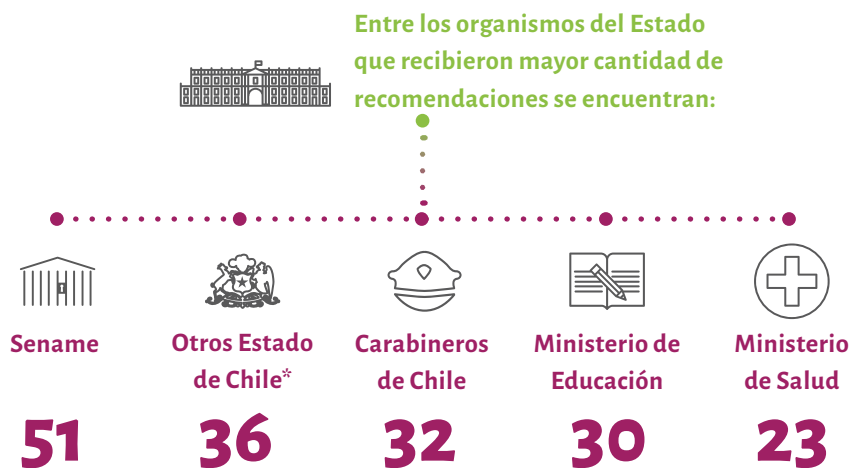 Entre los organismos del Estado
que recibieron mayor cantidad de
recomendaciones se encuentran:
Sename
51
Otros Estado
de Chile*
36
Carabineros
de Chile
32
Ministerio de
Educación
30
Ministerio
de Salud
23